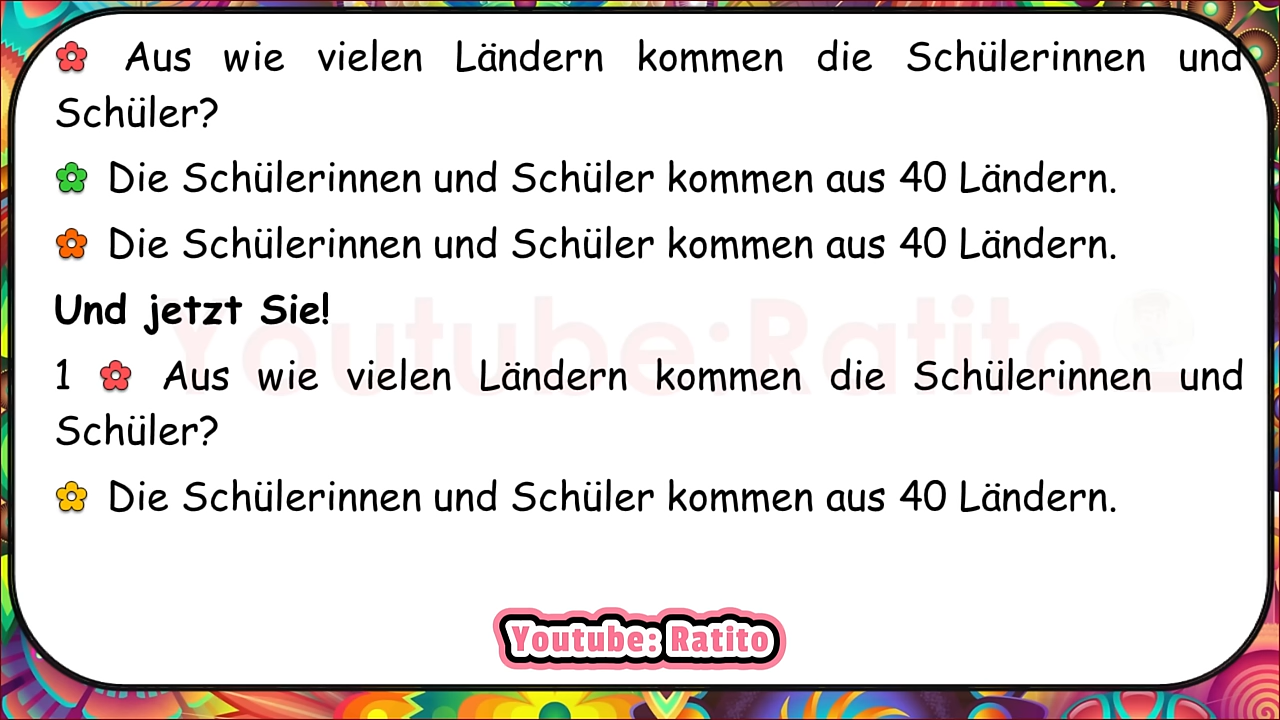 Aus wie vielen Ländern kommen die Schülerinnen und
Schüler?
Die Schülerinnen und Schüler kommen aus 40 Ländern.
Die Schülerinnen und Schüler kommen aus 40 Ländern.
Und jetzt Sie!
Youtube:Ratito
1 Aus wie vielen Ländern kommen die Schülerinnen und
Schüler?
Die Schülerinnen und Schüler kommen aus 40 Ländern.
Youtube: Ratito